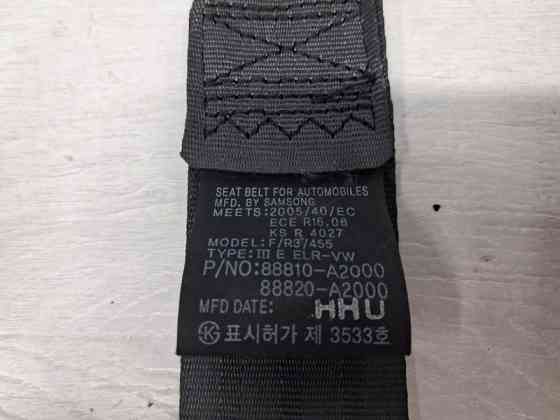 SEAT BELT FOR AUTOMOBILES
MFD. BY SAMSONG
MEETS:2005/40/EC
ECE R16.06
KS R 4027
MODEL: F/R3/455
TYPE: III E ELR-VW
P/NO:88810-A2000
88820-A2000
MFD DATE: HHU
㉿ 표시허가 제 3533호